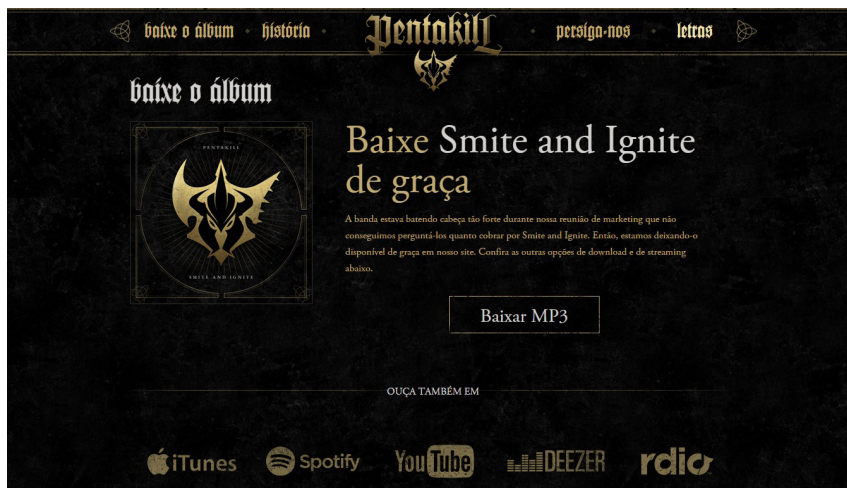 baixe o álbum
história
Pentakill
persiga-nos
letras
baixe o álbum
PENTAKILL
SMITE AND IGNITE
Baixe Smite and Ignite
de graça
A banda estava batendo cabeça tão forte durante nossa reunião de marketing que não
conseguimos perguntá-los quanto cobrar por Smite and Ignite. Então, estamos deixando-o
disponível de graça em nosso site. Confira as outras opções de download e de streaming
abaixo.
Baixar MP3
OUÇA TAMBÉM EM
iTunes
Spotify
YouTube
DEEZER
rdio